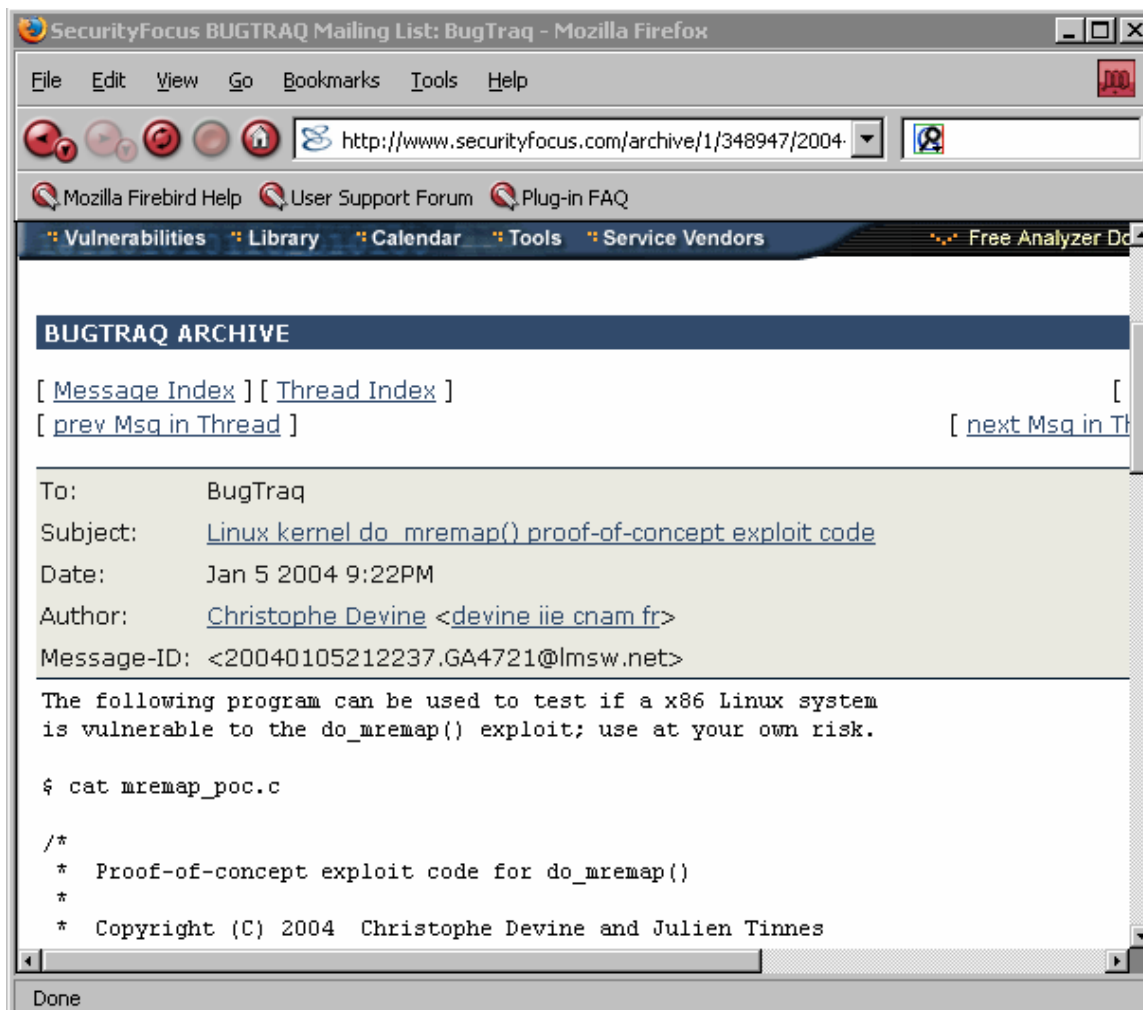 SecurityFocus BUGTRAQ Mailing List: BugTraq - Mozilla Firefox
File Edit View Go Bookmarks Tools Help
http://www.securityfocus.com/archive/1/348947/2004-
Mozilla Firebird Help User Support Forum Plug-in FAQ
Vulnerabilities Library Calendar Tools Service Vendors Free Analyzer Do
BUGTRAQ ARCHIVE
[ Message Index ] [ Thread Index ] [
[ prev Msg in Thread ] [ next Msg in Th
To: BugTraq
Subject: Linux kernel do_mremap() proof-of-concept exploit code
Date: Jan 5 2004 9:22PM
Author: Christophe Devine <devine iie cnam fr>
Message-ID: <20040105212237.GA4721@lmsw.net>
The following program can be used to test if a x86 Linux system
is vulnerable to the do_mremap() exploit; use at your own risk.
$ cat mremap_poc.c
/*
* Proof-of-concept exploit code for do_mremap()
*
* Copyright (C) 2004 Christophe Devine and Julien Tinnes
Done